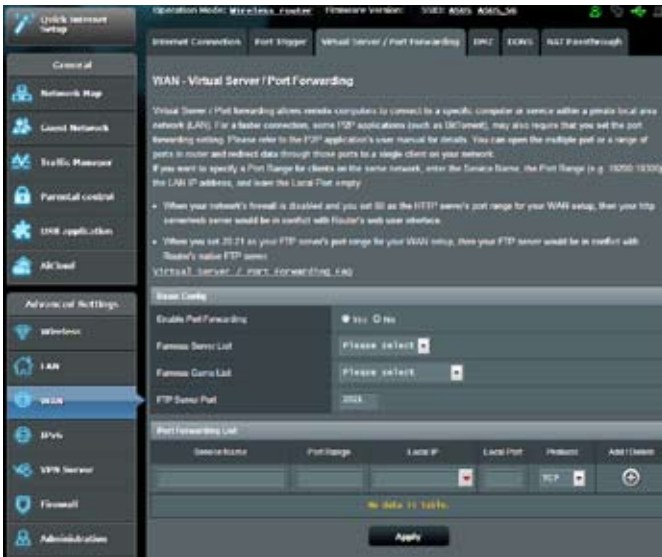 Quick Internet
Setup
General
Network Map
Guest Network
Traffic Manager
Parental control
USB application
AiCloud
Advanced Settings
Wireless
LAN
WAN
IPv6
VPN Server
Firewall
Administration
Operation Mode: Wireless router Firmware Version: SSID: ASUS ASUS_5G
Internet Connection
Port Trigger
Virtual Server / Port Forwarding
DMZ
DDNS
NAT Passthrough
WAN - Virtual Server / Port Forwarding
Virtual Server / Port forwarding allows remote computers to connect to a specific computer or service within a private local area
network (LAN). For a faster connection, some P2P applications (such as BitTorrent), may also require that you set the port
forwarding setting. Please refer to the P2P application's user manual for details. You can open the multiple port or a range of
ports in router and redirect data through those ports to a single client on your network.
If you want to specify a Port Range for clients on the same network, enter the Service Name, the Port Range (e.g. 10200:10300),
the LAN IP address, and leave the Local Port empty.
• When your network's firewall is disabled and you set 80 as the HTTP server's port range for your WAN setup, then your http
server/web server would be in conflict with Router's web user interface.
• When you set 20:21 as your FTP server's port range for your WAN setup, then your FTP server would be in conflict with
Router's native FTP server.
Virtual Server / Port Forwarding FAQ
Basic Config
Enable Port Forwarding
Yes No
Famous Server List
Please select
Famous Game List
Please select
FTP Server Port
2021
Port Forwarding List
Service Name
Port Range
Local IP
Local Port
Protocol
Add / Delete
TCP
No data in table.
Apply